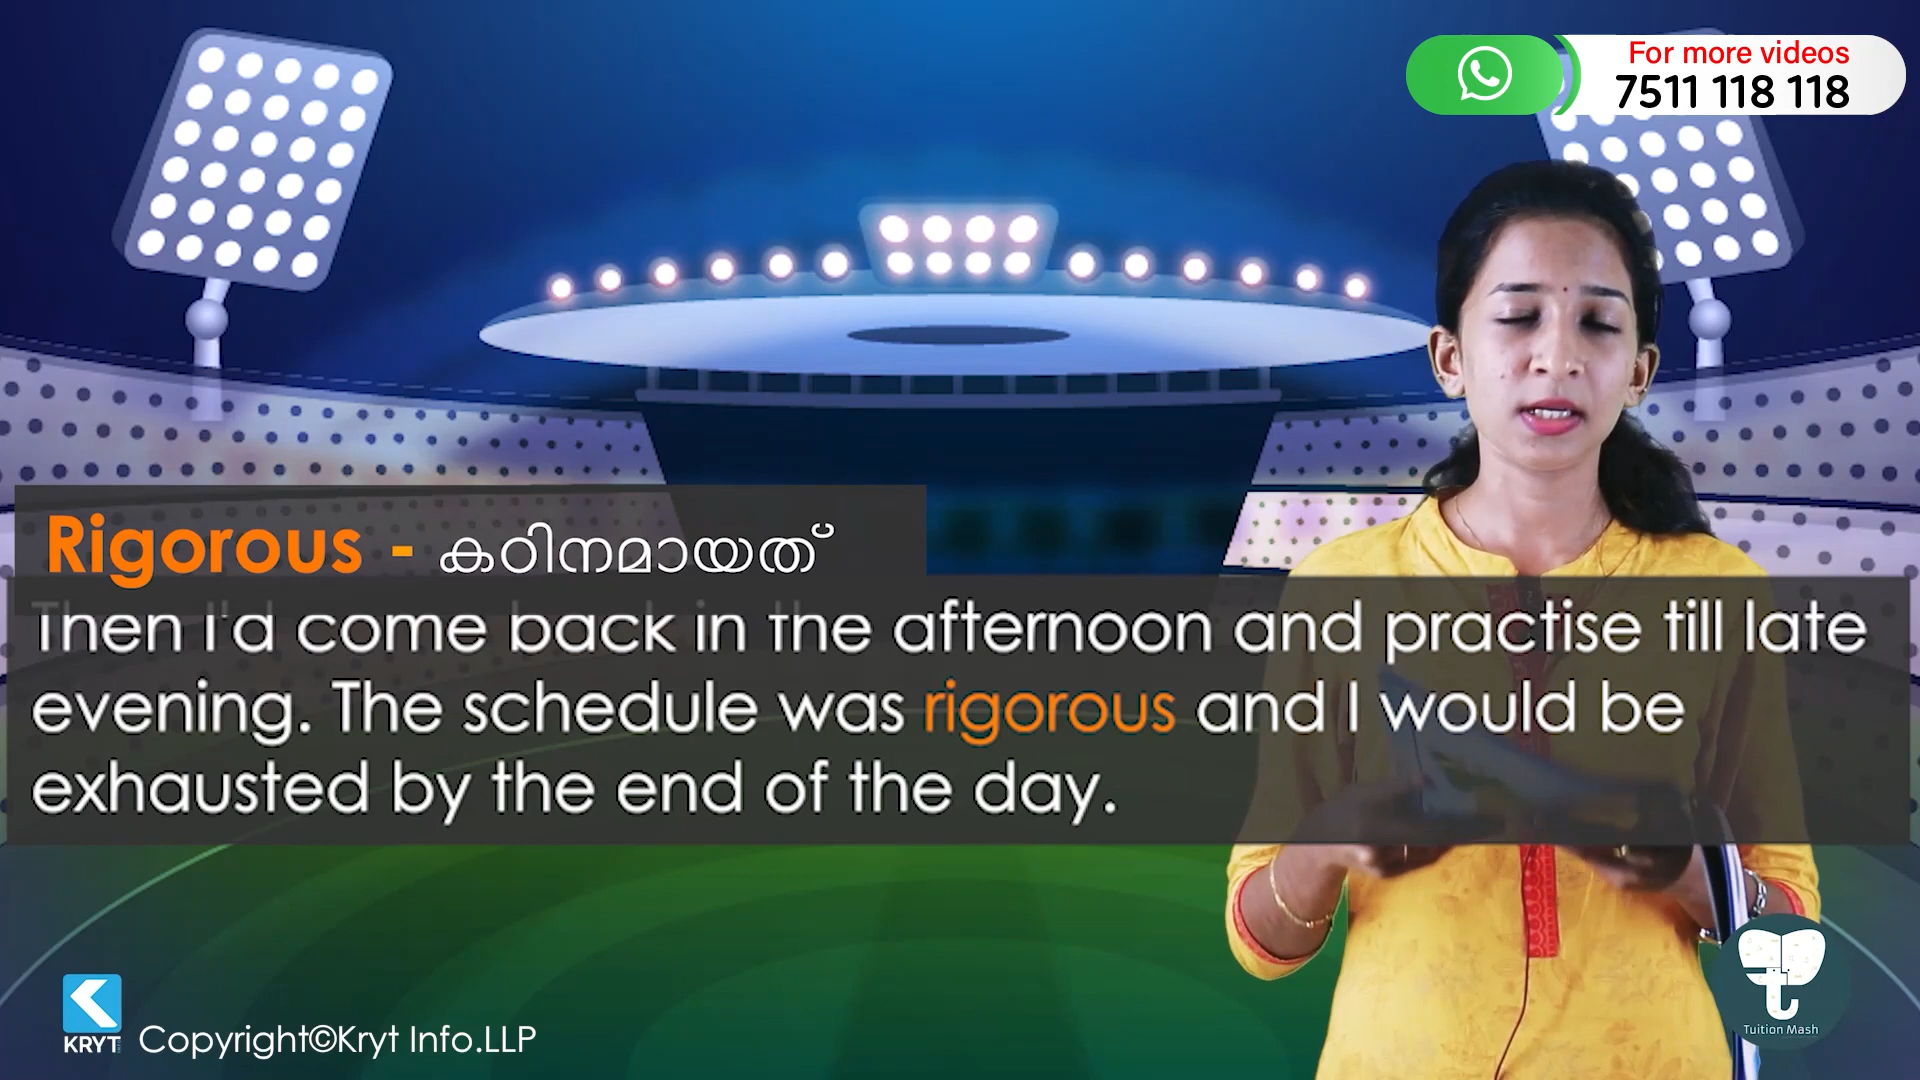 For more videos
7511 118 118
Rigorous - കഠിനമായത്
Then I'd come back in the afternoon and practise till late
evening. The schedule was rigorous and I would be
exhausted by the end of the day.
KRYT
Copyright©Kryt Info.LLP
Tuition Mash